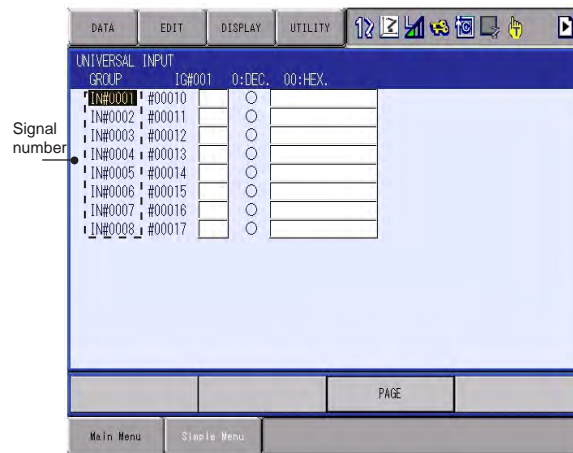 DATA EDIT DISPLAY UTILITY
UNIVERSAL INPUT
GROUP IG#001 0:DEC. 00:HEX.
Signal number
IN#0001 #00010
IN#0002 #00011
IN#0003 #00012
IN#0004 #00013
IN#0005 #00014
IN#0006 #00015
IN#0007 #00016
IN#0008 #00017
PAGE
Main Menu Simple Menu